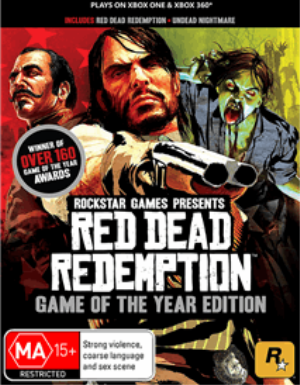 PLAYS ON XBOX ONE & XBOX 360®
INCLUDES RED DEAD REDEMPTION + UNDEAD NIGHTMARE
WINNER OF
OVER 160
GAME OF THE YEAR
AWARDS
ROCKSTAR GAMES PRESENTS
RED DEAD
REDEMPTION™
GAME OF THE YEAR EDITION
MA 15+
RESTRICTED
Strong violence,
coarse language
and sex scene
R